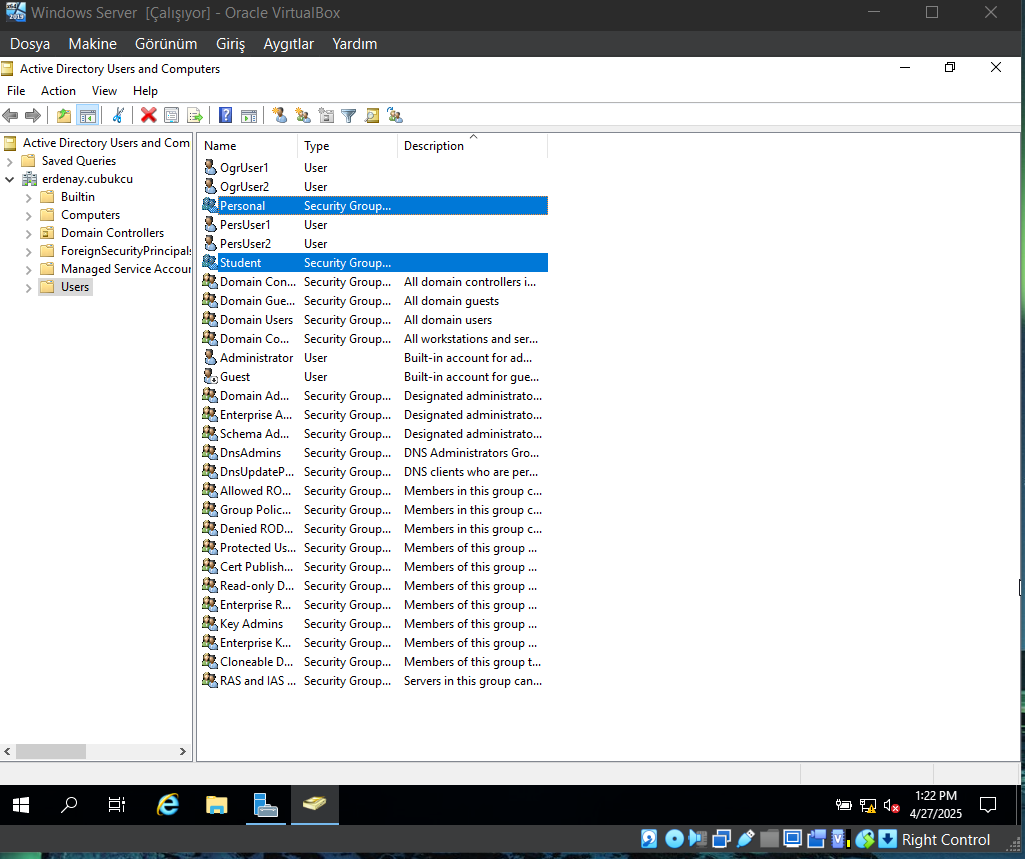 Windows Server [Çalışıyor] - Oracle VirtualBox
Dosya Makine Görünüm Giriş Aygıtlar Yardım
Active Directory Users and Computers
File Action View Help
Active Directory Users and Com
Saved Queries
erdenay.cubukcu
Builtin
Computers
Domain Controllers
ForeignSecurityPrincipals
Managed Service Accour
Users
Name Type Description
OgrUser1 User
OgrUser2 User
Personal Security Group...
PersUser1 User
PersUser2 User
Student Security Group...
Domain Con... Security Group... All domain controllers i...
Domain Gue... Security Group... All domain guests
Domain Users Security Group... All domain users
Domain Co... Security Group... All workstations and ser...
Administrator User Built-in account for ad...
Guest User Built-in account for gue...
Domain Ad... Security Group... Designated administrato...
Enterprise A... Security Group... Designated administrato...
Schema Ad... Security Group... Designated administrato...
DnsAdmins Security Group... DNS Administrators Gro...
DnsUpdateP... Security Group... DNS clients who are per...
Allowed RO... Security Group... Members in this group c...
Group Polic... Security Group... Members in this group c...
Denied ROD... Security Group... Members in this group c...
Protected Us... Security Group... Members of this group ...
Cert Publish... Security Group... Members of this group ...
Read-only D... Security Group... Members of this group ...
Enterprise R... Security Group... Members of this group ...
Key Admins Security Group... Members of this group ...
Enterprise K... Security Group... Members of this group ...
Cloneable D... Security Group... Members of this group t...
RAS and IAS ... Security Group... Servers in this group can...
1:22 PM
4/27/2025
Right Control